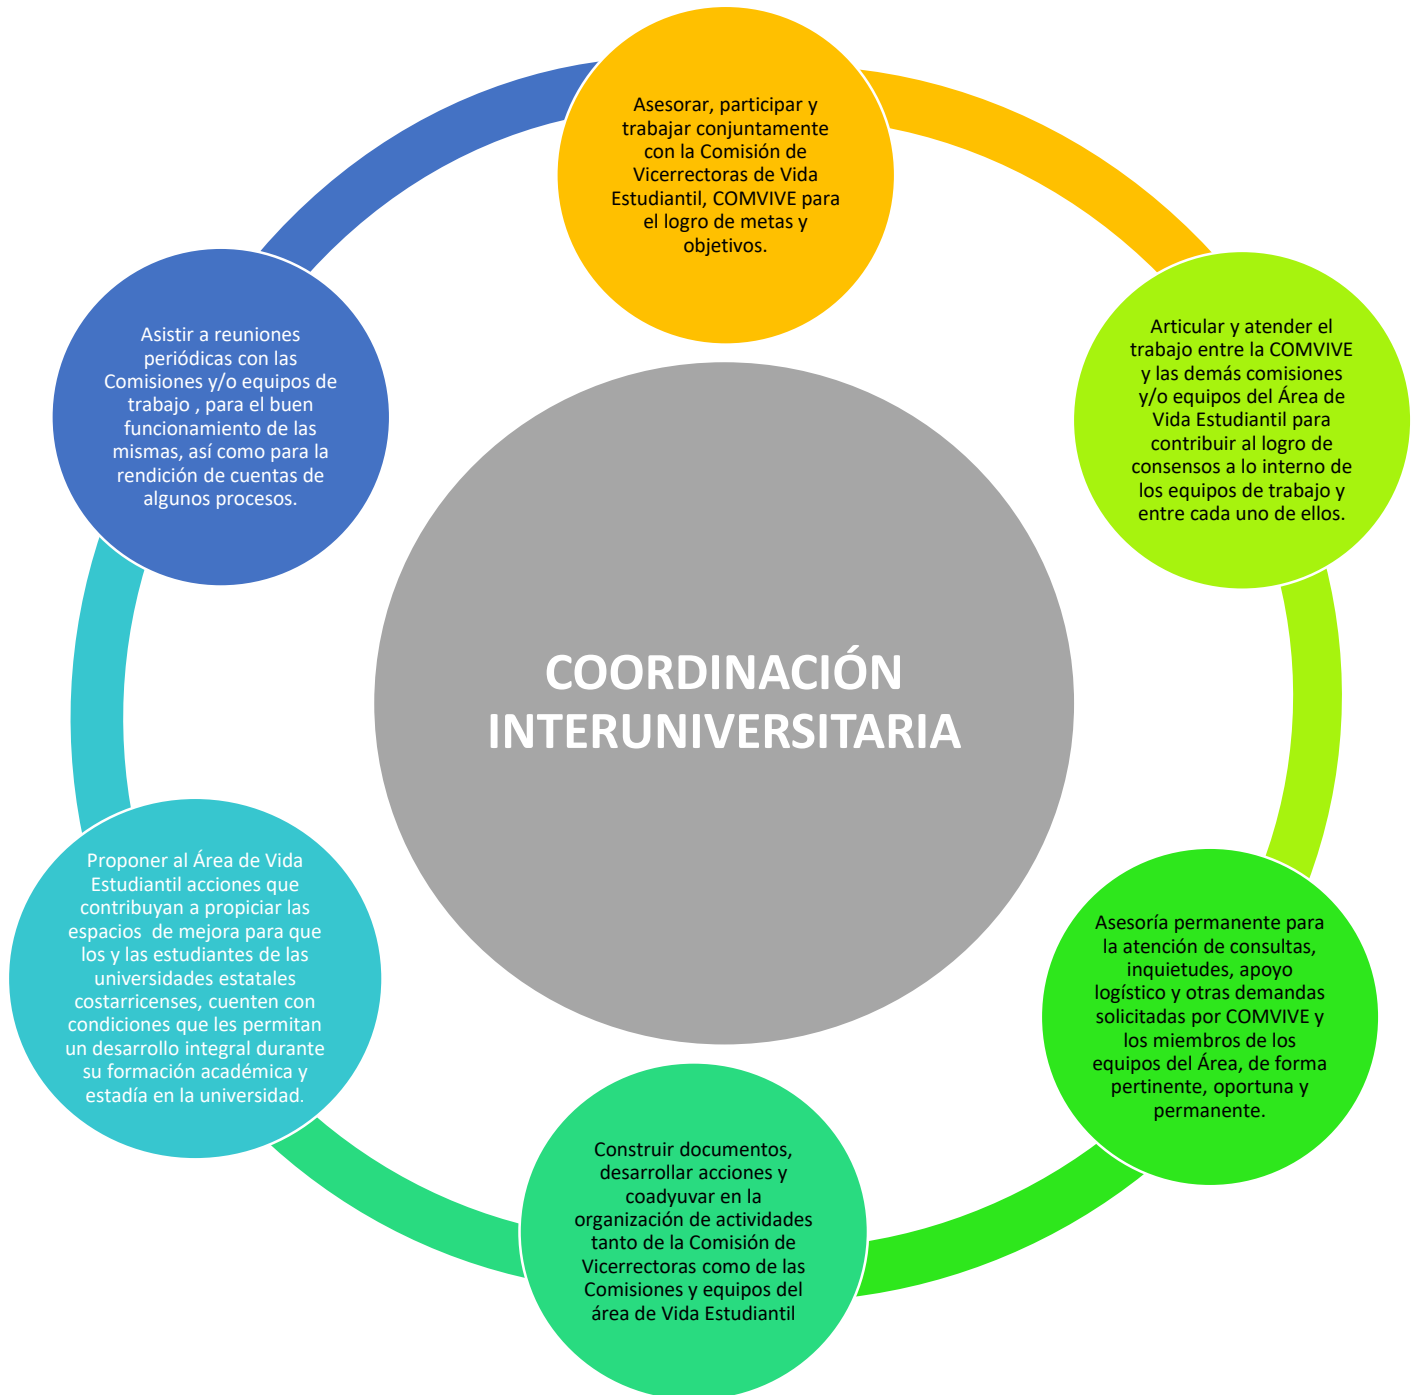 Asesorar, participar y
trabajar conjuntamente
con la Comisión de
Vicerrectoras de Vida
Estudiantil, COMVIVE para
el logro de metas y
objetivos.
Articular y atender el
trabajo entre la COMVIVE
y las demás comisiones
y/o equipos del Área de
Vida Estudiantil para
contribuir al logro de
consensos a lo interno de
los equipos de trabajo y
entre cada uno de ellos.
Asesoría permanente para
la atención de consultas,
inquietudes, apoyo
logístico y otras demandas
solicitadas por COMVIVE y
los miembros de los
equipos del Área, de forma
pertinente, oportuna y
permanente.
Construir documentos,
desarrollar acciones y
coadyuvar en la
organización de actividades
tanto de la Comisión de
Vicerrectoras como de las
Comisiones y equipos del
área de Vida Estudiantil
Proponer al Área de Vida
Estudiantil acciones que
contribuyan a propiciar las
espacios de mejora para que
los y las estudiantes de las
universidades estatales
costarricenses, cuenten con
condiciones que les permitan
un desarrollo integral durante
su formación académica y
estadía en la universidad.
Asistir a reuniones
periódicas con las
Comisiones y/o equipos de
trabajo , para el buen
funcionamiento de las
mismas, así como para la
rendición de cuentas de
algunos procesos.
COORDINACIÓN
INTERUNIVERSITARIA